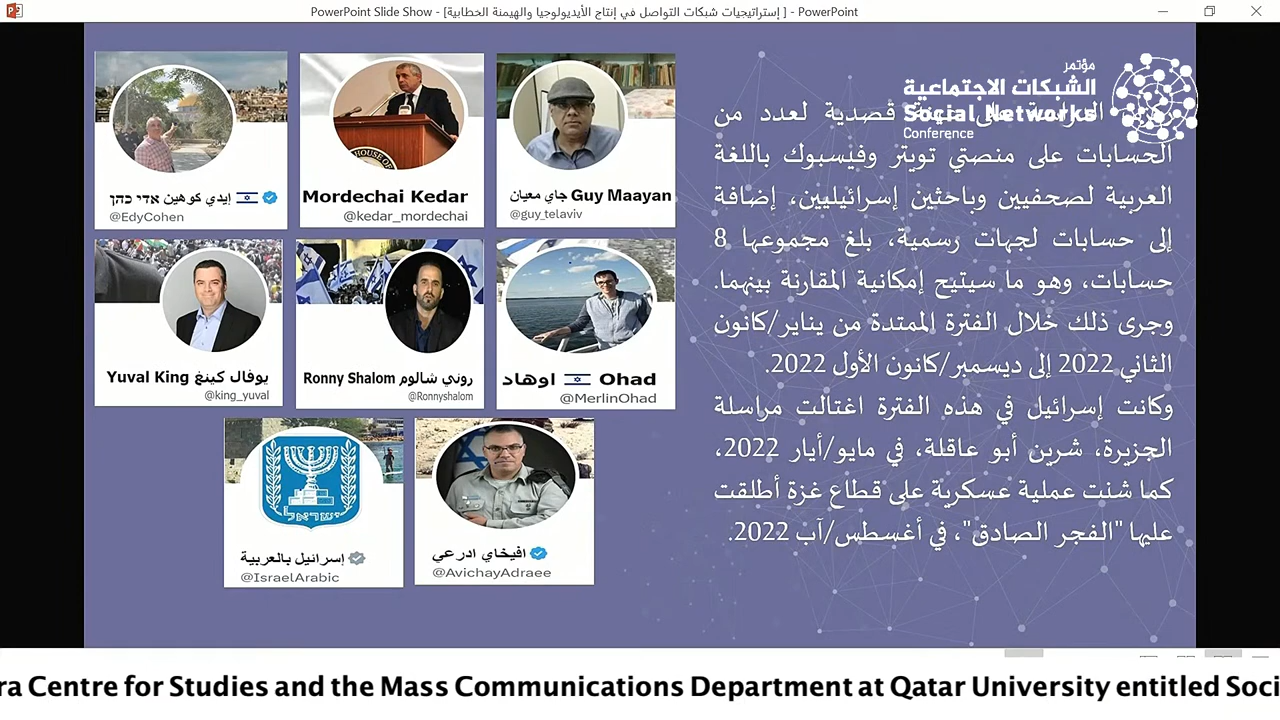 PowerPoint Slide Show - [إستراتيجيات شبكات التواصل في إنتاج الأيديولوجيا والهيمنة الخطابية ] - PowerPoint
مؤتمر
الشبكات الاجتماعية
Social Networks
Conference
إيدي كوهين אדי כהן
@EdyCohen
HOUSE OF
Mordechai Kedar
@kedar_mordechai
جاي معيان Guy Maayan
@guy_telaviv
Yuval King يوفال كينغ
@king_yuval
Ronny Shalom روني شالوم
@Ronnyshalom
اوهاد Ohad
@MerlinOhad
ישראל
إسرائيل بالعربية
@IsraelArabic
افيخاي ادرعي
@AvichayAdraee
قصدية لعدد من
الحسابات على منصتي تويتر وفيسبوك باللغة
العربية لصحفيين وباحثين إسرائيليين، إضافة
إلى حسابات لجهات رسمية، بلغ مجموعها 8
حسابات، وهو ما سيتيح إمكانية المقارنة بينهما.
وجرى ذلك خلال الفترة الممتدة من يناير/كانون
الثاني 2022 إلى ديسمبر/كانون الأول 2022.
وكانت إسرائيل في هذه الفترة اغتالت مراسلة
الجزيرة، شرين أبو عاقلة، في مايو/أيار 2022،
كما شنت عملية عسكرية على قطاع غزة أطلقت
عليها "الفجر الصادق"، في أغسطس/آب 2022.
ra Centre for Studies and the Mass Communications Department at Qatar University entitled Soci